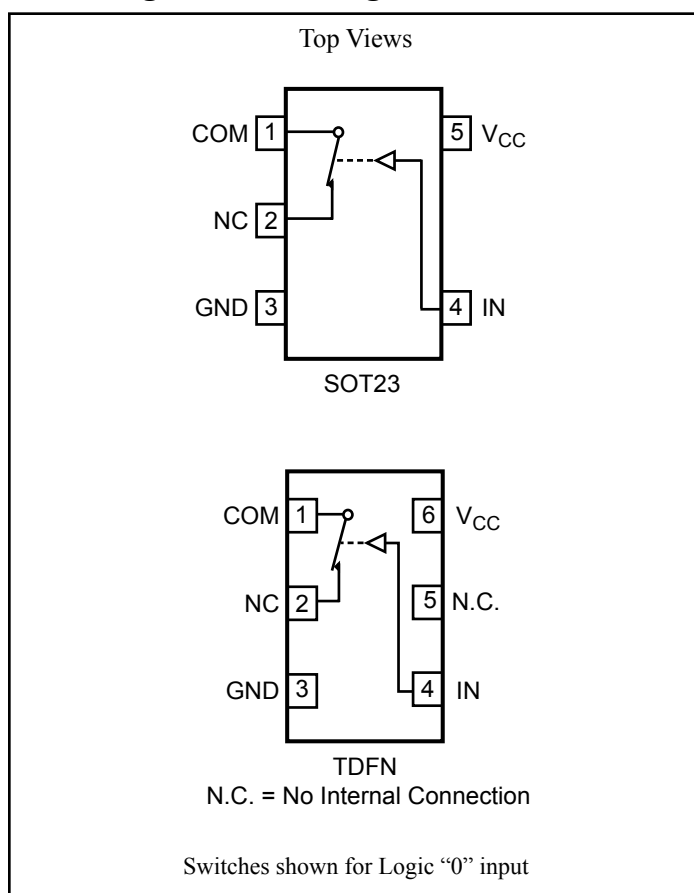 Top Views
COM 1
5 VCC
NC 2
GND 3
4 IN
SOT23
COM 1
6 VCC
NC 2
5 N.C.
GND 3
4 IN
TDFN
N.C. = No Internal Connection
Switches shown for Logic “0” input